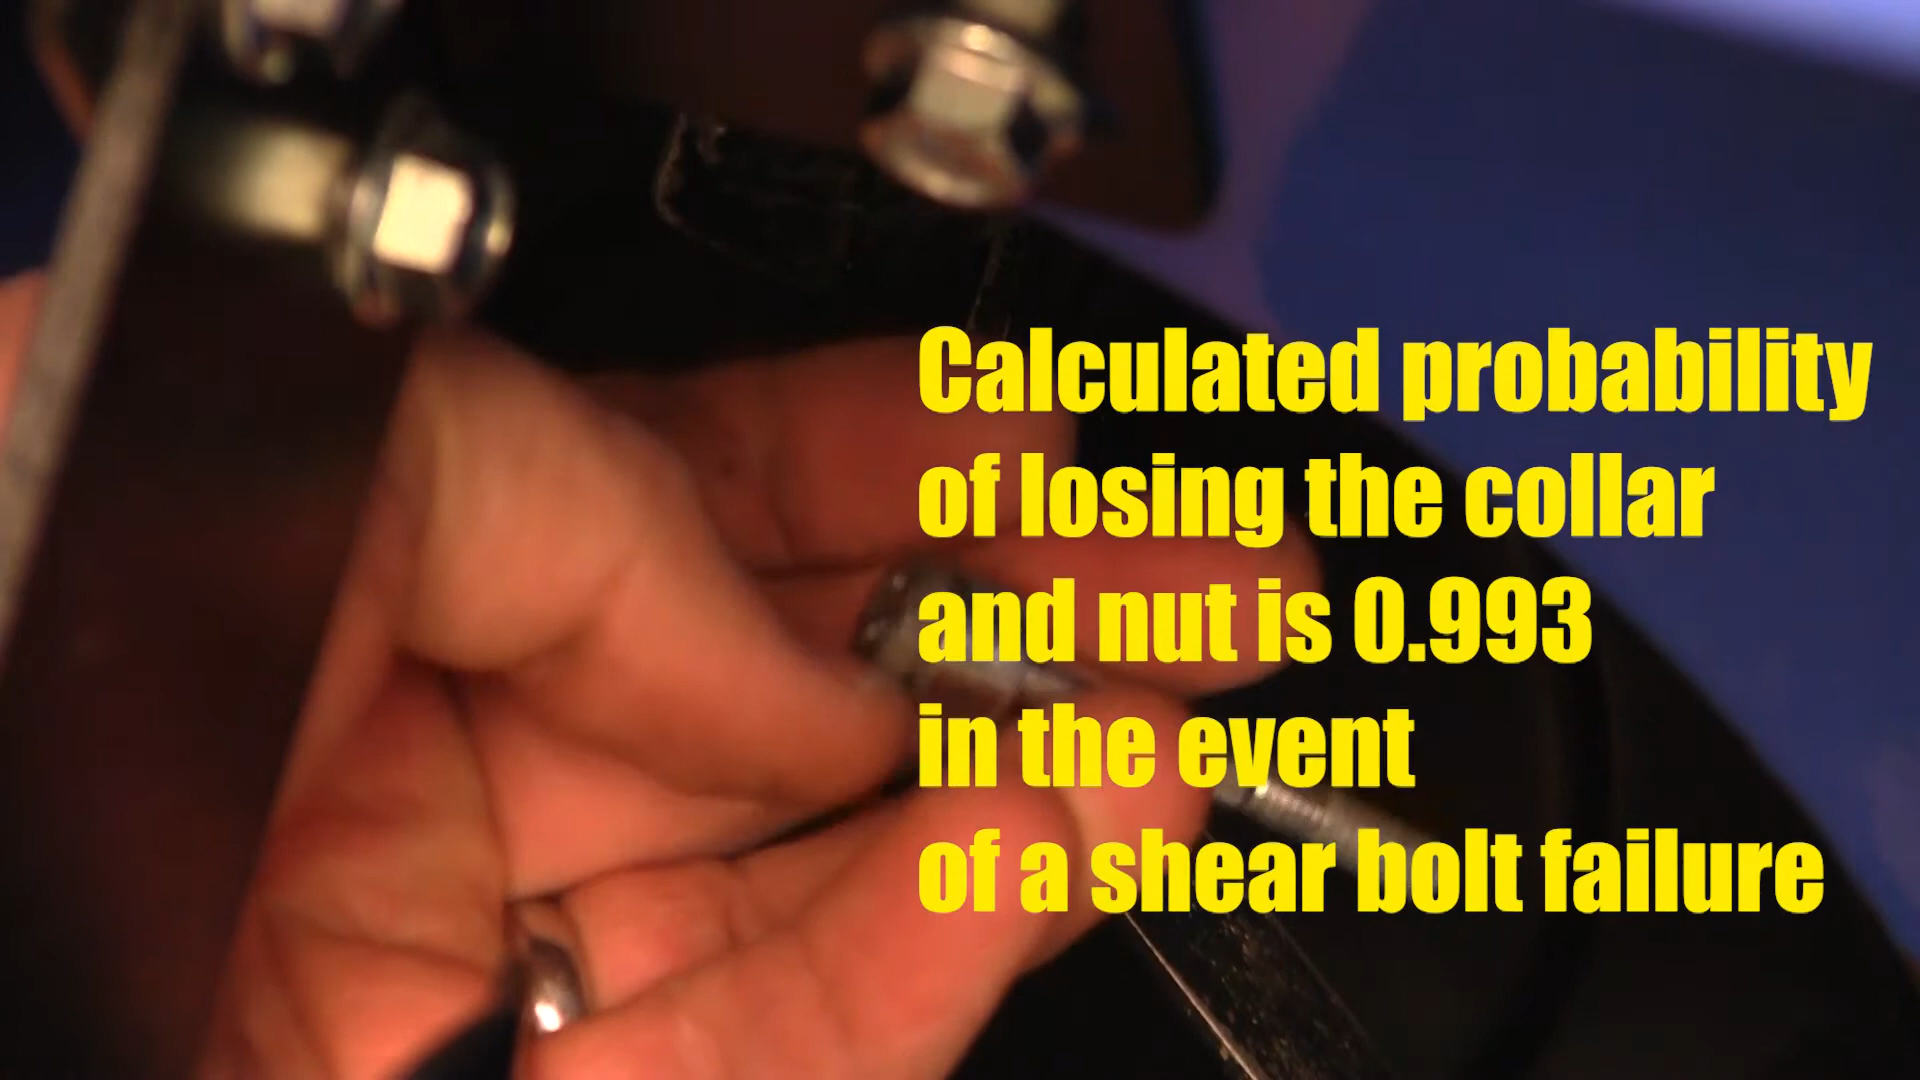 Calculated probability
of losing the collar
and nut is 0.993
in the event
of a shear bolt failure